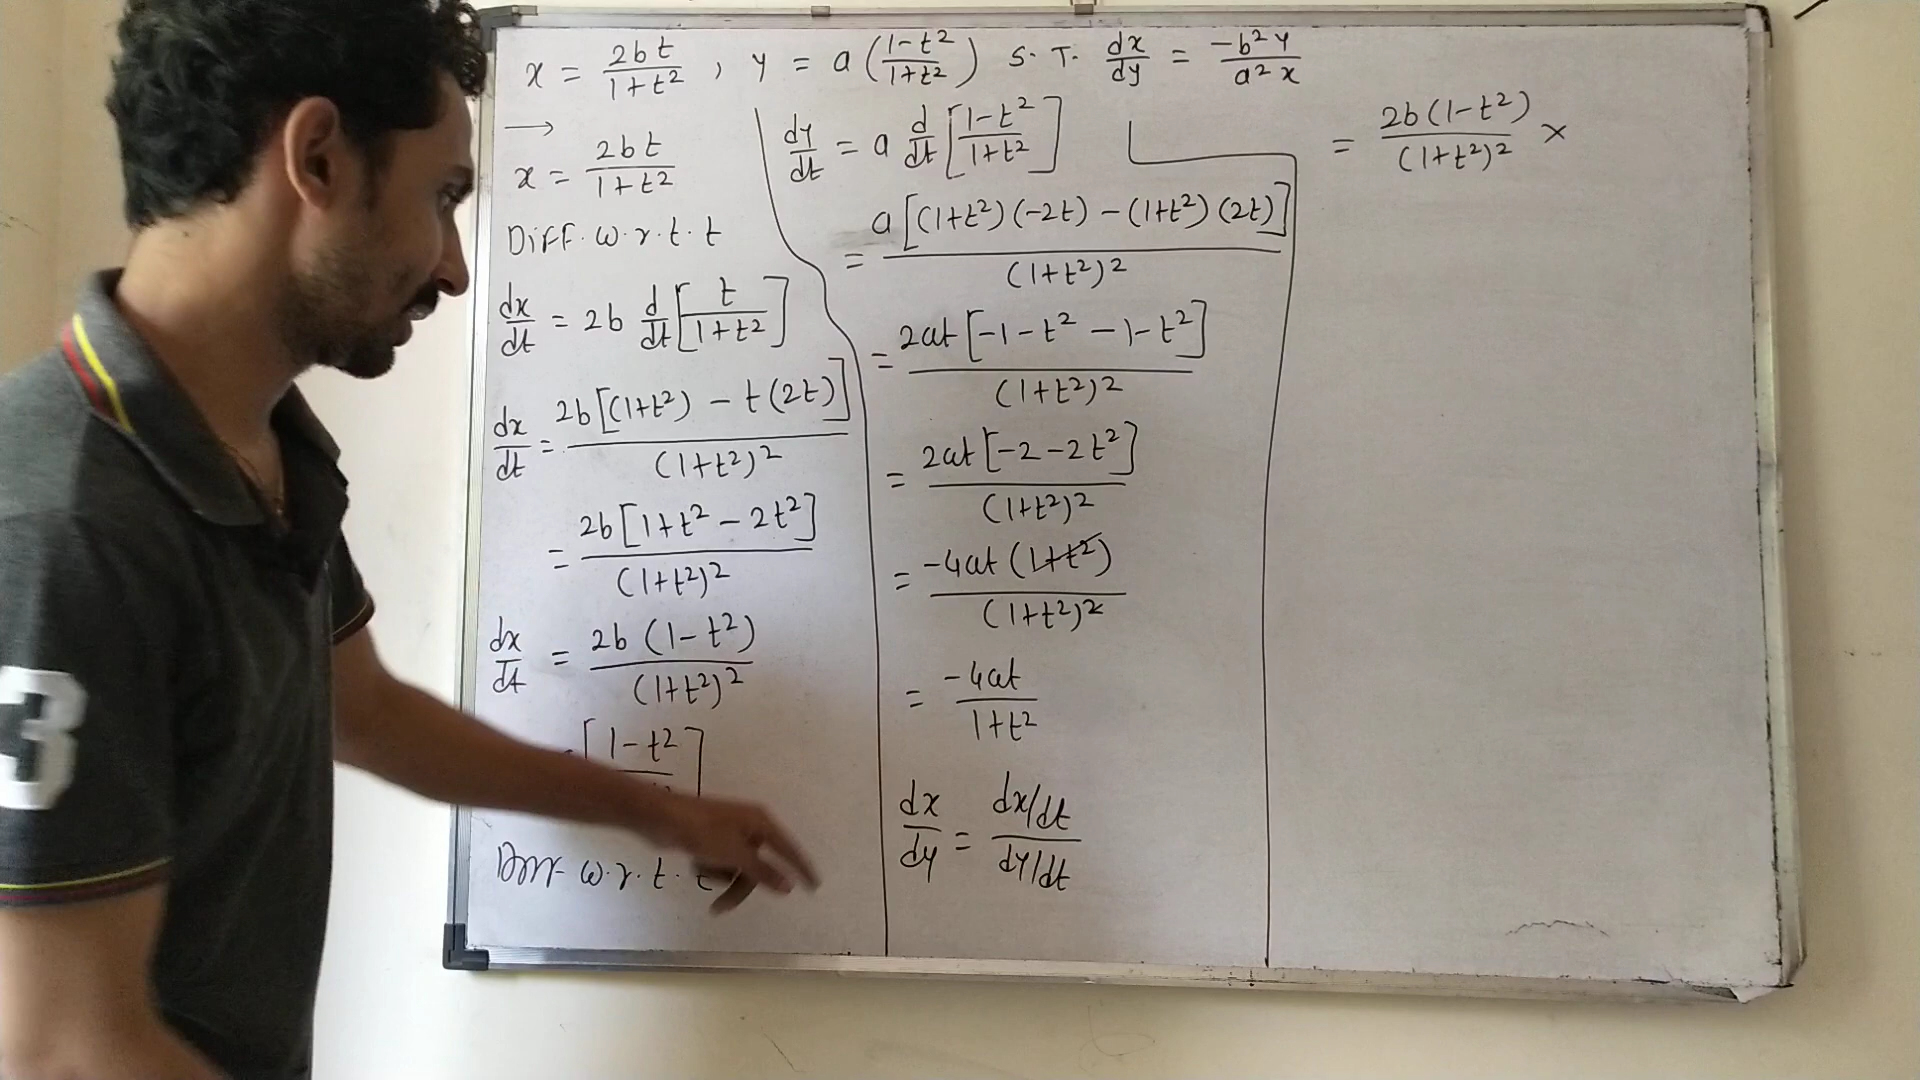 x = 2bt / 1+t² , y = a (1-t² / 1+t²) S.T. dx/dy = -b²y / a²x
→
x = 2bt / 1+t²
Diff. w.r.t. t
dx/dt = 2b d/dt [t / 1+t²]
dx/dt = 2b[(1+t²) - t(2t)] / (1+t²)²
= 2b[1+t² - 2t²] / (1+t²)²
dx/dt = 2b (1-t²) / (1+t²)²
[1-t²
Diff w.r.t. t
dy/dt = a d/dt [1-t² / 1+t²]
= a[(1+t²)(-2t) - (1+t²)(2t)] / (1+t²)²
= 2at[-1-t² -1-t²] / (1+t²)²
= 2at[-2-2t²] / (1+t²)²
= -4at(1+t²) / (1+t²)²
= -4at / 1+t²
dx/dy = dx/dt / dy/dt
= 2b(1-t²) / (1+t²)² ×
3